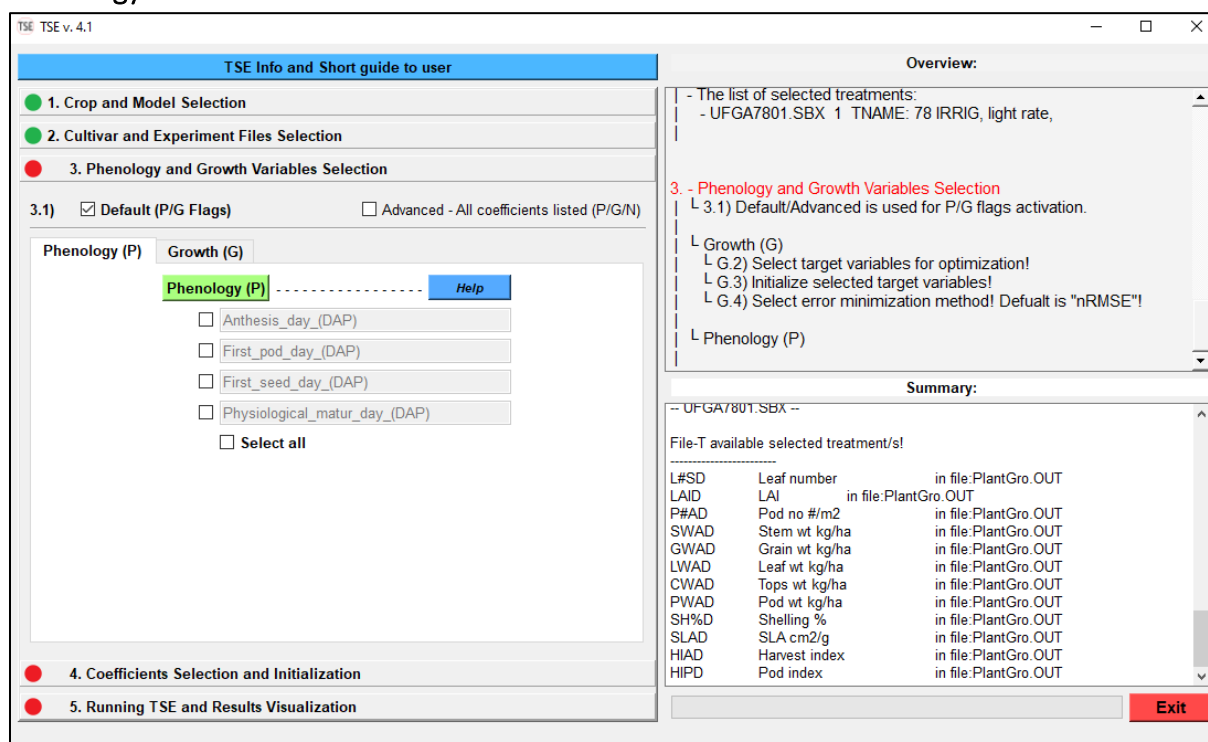 TSE TSE v. 4.1
TSE Info and Short guide to user
1. Crop and Model Selection
2. Cultivar and Experiment Files Selection
3. Phenology and Growth Variables Selection
3.1) Default (P/G Flags) Advanced - All coefficients listed (P/G/N)
Phenology (P) Growth (G)
Phenology (P) - - - - - - - - - - - - - - - - - Help
Anthesis_day_(DAP)
First_pod_day_(DAP)
First_seed_day_(DAP)
Physiological_matur_day_(DAP)
Select all
4. Coefficients Selection and Initialization
5. Running TSE and Results Visualization
Overview:
| - The list of selected treatments:
| - UFGA7801.SBX 1 TNAME: 78 IRRIG, light rate,
|
3. - Phenology and Growth Variables Selection
| └ 3.1) Default/Advanced is used for P/G flags activation.
|
| └ Growth (G)
| └ G.2) Select target variables for optimization!
| └ G.3) Initialize selected target variables!
| └ G.4) Select error minimization method! Defualt is "nRMSE"!
|
| └ Phenology (P)
|
Summary:
-- UFGA7801.SBX --
File-T available selected treatment/s!
------------------------
L#SD Leaf number in file:PlantGro.OUT
LAID LAI in file:PlantGro.OUT
P#AD Pod no #/m2 in file:PlantGro.OUT
SWAD Stem wt kg/ha in file:PlantGro.OUT
GWAD Grain wt kg/ha in file:PlantGro.OUT
LWAD Leaf wt kg/ha in file:PlantGro.OUT
CWAD Tops wt kg/ha in file:PlantGro.OUT
PWAD Pod wt kg/ha in file:PlantGro.OUT
SH%D Shelling % in file:PlantGro.OUT
SLAD SLA cm2/g in file:PlantGro.OUT
HIAD Harvest index in file:PlantGro.OUT
HIPD Pod index in file:PlantGro.OUT
Exit